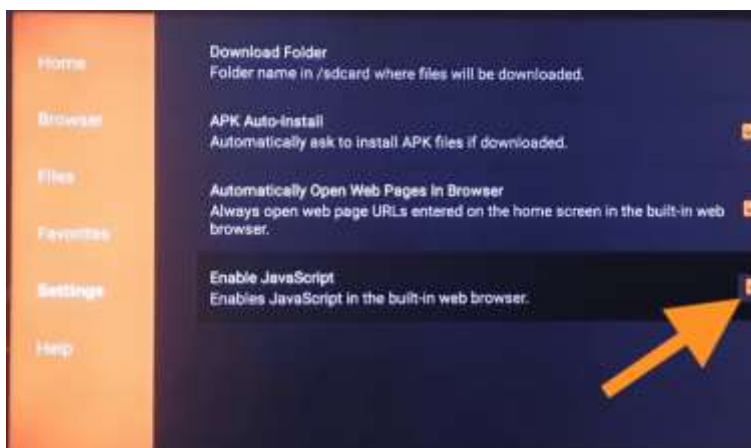 Home
Browser
Files
Favorites
Settings
Help
Download Folder
Folder name in /sdcard where files will be downloaded.
APK Auto-Install
Automatically ask to install APK files if downloaded.
Automatically Open Web Pages In Browser
Always open web page URLs entered on the home screen in the built-in web
browser.
Enable JavaScript
Enables JavaScript in the built-in web browser.